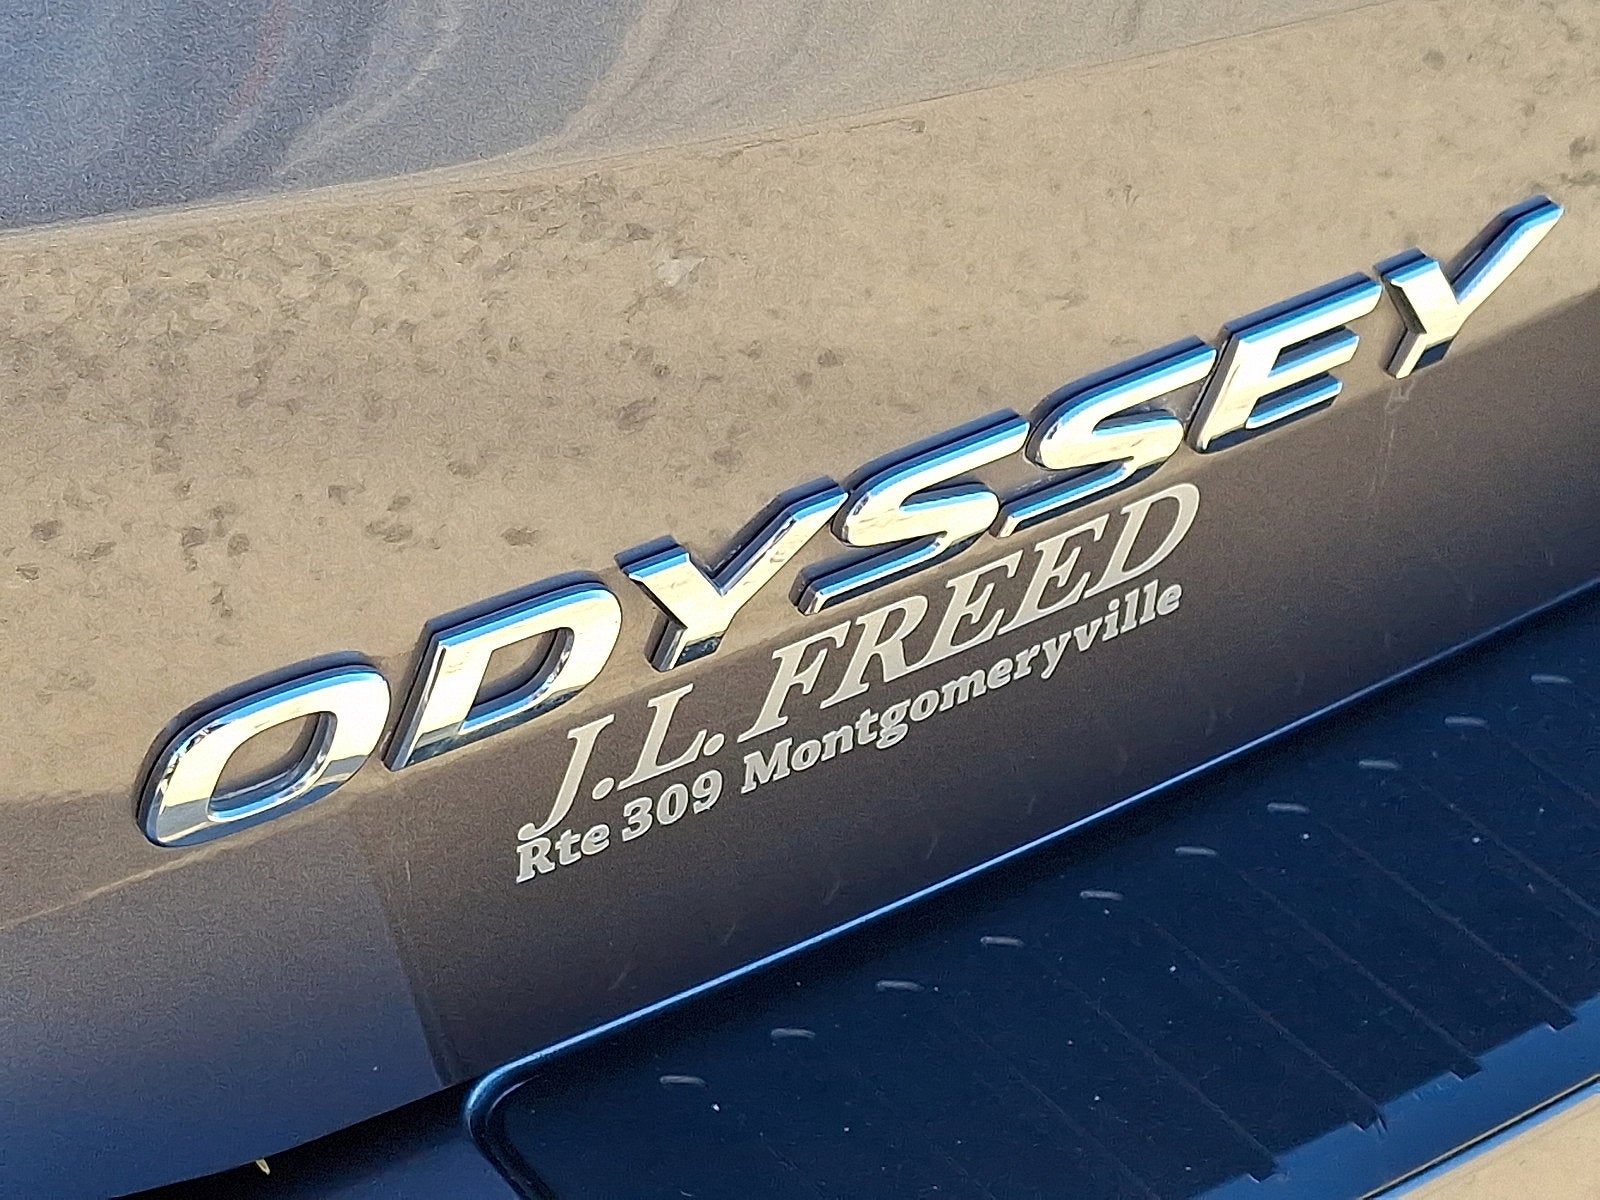 ODYSSEY
J.L. FREED
Rte 309 Montgomeryville